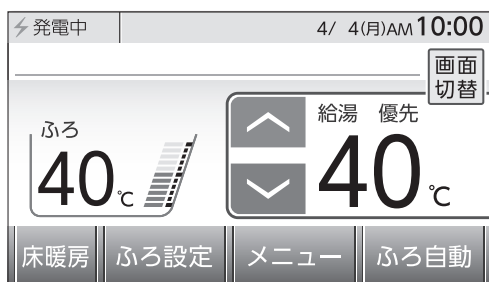 発電中 4/ 4(月)AM10:00
画面
切替
ふろ
40℃
給湯 優先
40℃
床暖房 ふろ設定 メニュー ふろ自動